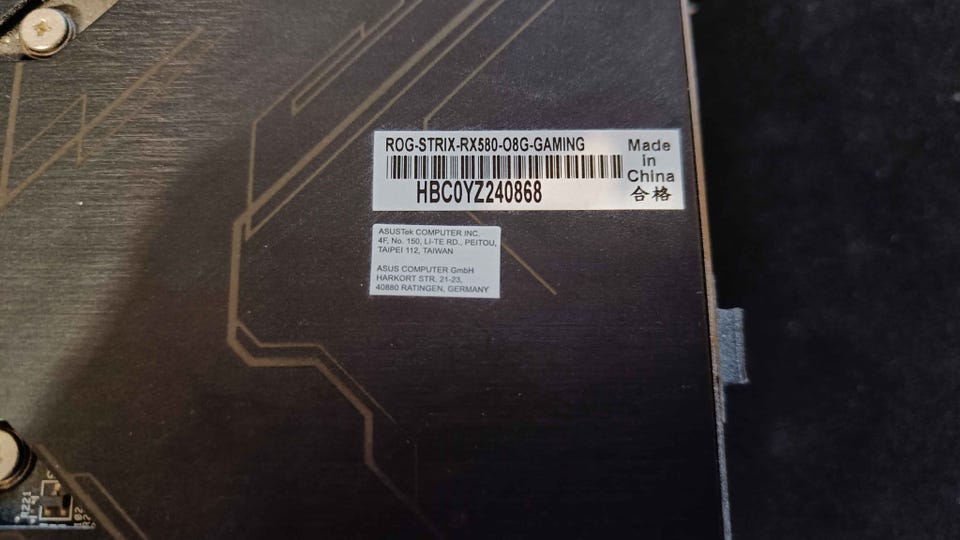 ROG-STRIX-RX580-O8G-GAMING
HBC0YZ240868
Made
in
China
合格
ASUSTek COMPUTER INC.
4F, No. 150, LI-TE RD., PEITOU,
TAIPEI 112, TAIWAN
ASUS COMPUTER GmbH
HARKORT STR. 21-23,
40880 RATINGEN, GERMANY
R221